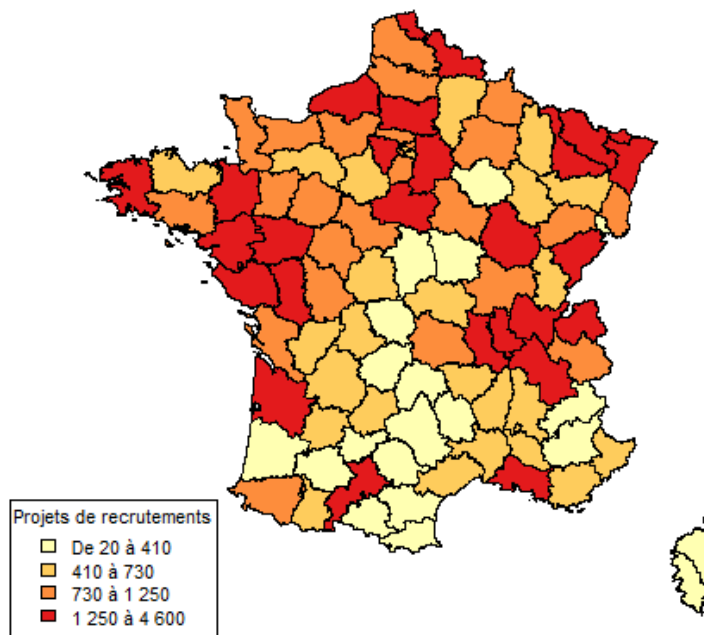 Projets de recrutements
De 20 à 410
410 à 730
730 à 1 250
1 250 à 4 600